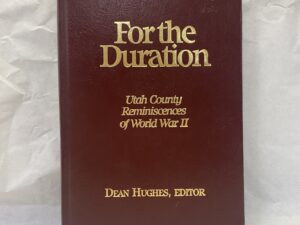 For the
Duration
Utah County
Reminiscences
of World War II
DEAN HUGHES, EDITOR